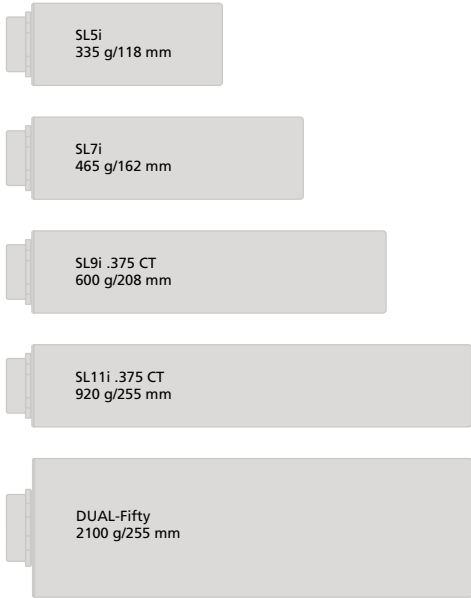 SL5i
335 g/118 mm
SL7i
465 g/162 mm
SL9i .375 CT
600 g/208 mm
SL11i .375 CT
920 g/255 mm
DUAL-Fifty
2100 g/255 mm